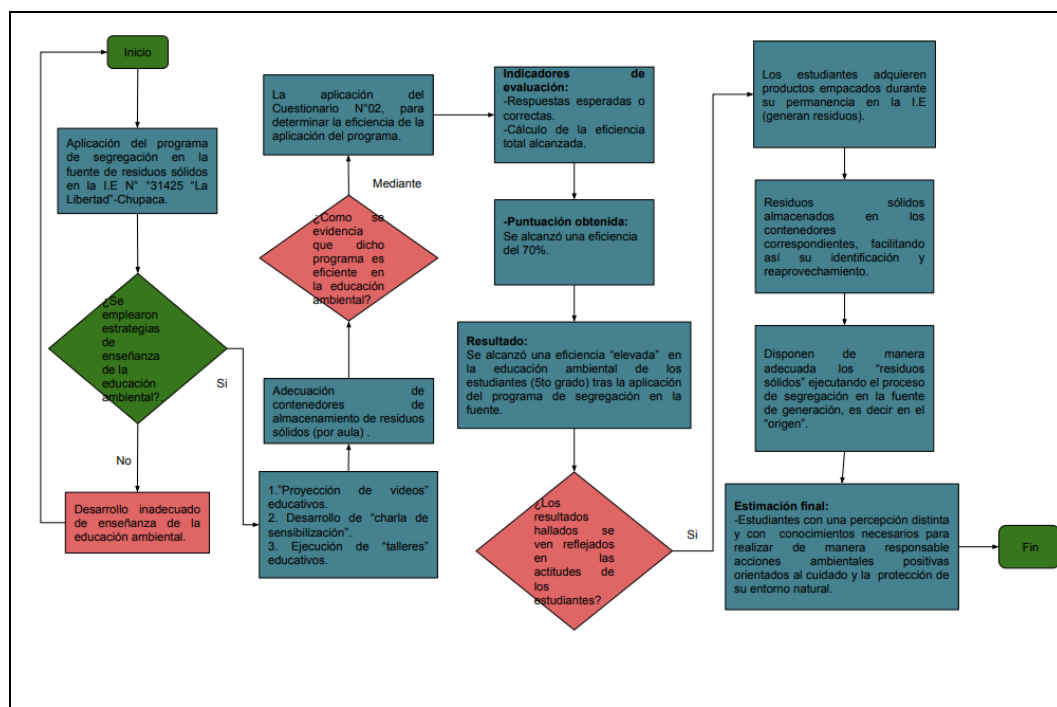 Inicio
Aplicación del programa
de segregación en la
fuente de residuos sólidos
en la I.E N° °31425 “La
Libertad”-Chupaca.
¿Se
emplearon
estrategias
de
enseñanza
de la
educación
ambiental?.
No
Si
Desarrollo inadecuado
de enseñanza de la
educación ambiental.
1.”Proyección de videos”
educativos.
2. Desarrollo de “charla de
sensibilización”.
3. Ejecución de “talleres”
educativos.
Adecuación de
contenedores de
almacenamiento de residuos
sólidos (por aula) .
¿Como se
evidencia
que dicho
programa es
eficiente en
la educación
ambiental?
Mediante
La aplicación del
Cuestionario N°02, para
determinar la eficiencia de la
aplicación del programa.
Indicadores de
evaluación:
-Respuestas esperadas o
correctas.
-Cálculo de la eficiencia
total alcanzada.
-Puntuación obtenida:
Se alcanzó una eficiencia
del 70%.
Resultado:
Se alcanzó una eficiencia “elevada” en
la educación ambiental de los
estudiantes (5to grado) tras la aplicación
del programa de segregación en la
fuente.
¿Los
resultados
hallados se
ven reflejados
en las
actitudes de
los
estudiantes?
Si
Los estudiantes adquieren
productos empacados durante
su permanencia en la I.E
(generan residuos).
Residuos sólidos
almacenados en los
contenedores
correspondientes, facilitando
así su identificación y
reaprovechamiento.
Disponen de manera
adecuada los “residuos
sólidos” ejecutando el proceso
de segregación en la fuente
de generación, es decir en el
“origen”.
Estimación final:
-Estudiantes con una percepción distinta
y con conocimientos necesarios para
realizar de manera responsable
acciones ambientales positivas
orientados al cuidado y la protección de
su entorno natural.
Fin